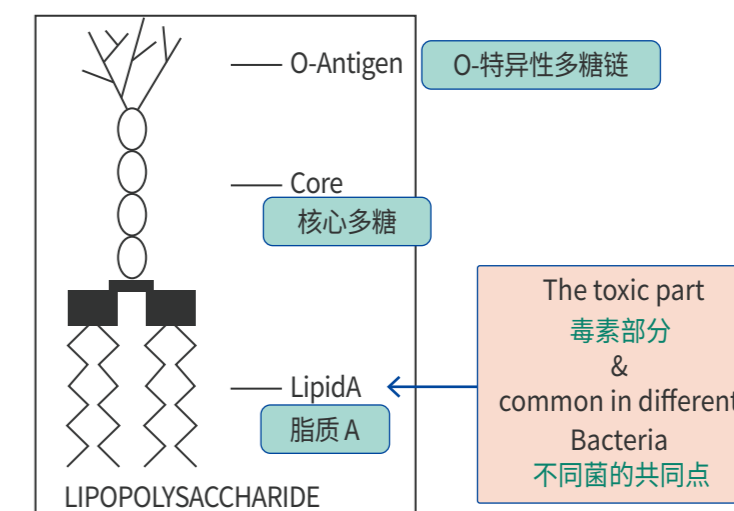 O-Antigen
O-特异性多糖链
Core
核心多糖
LipidA
脂质 A
The toxic part
毒素部分
&
common in different
Bacteria
不同菌的共同点
LIPOPOLYSACCHARIDE